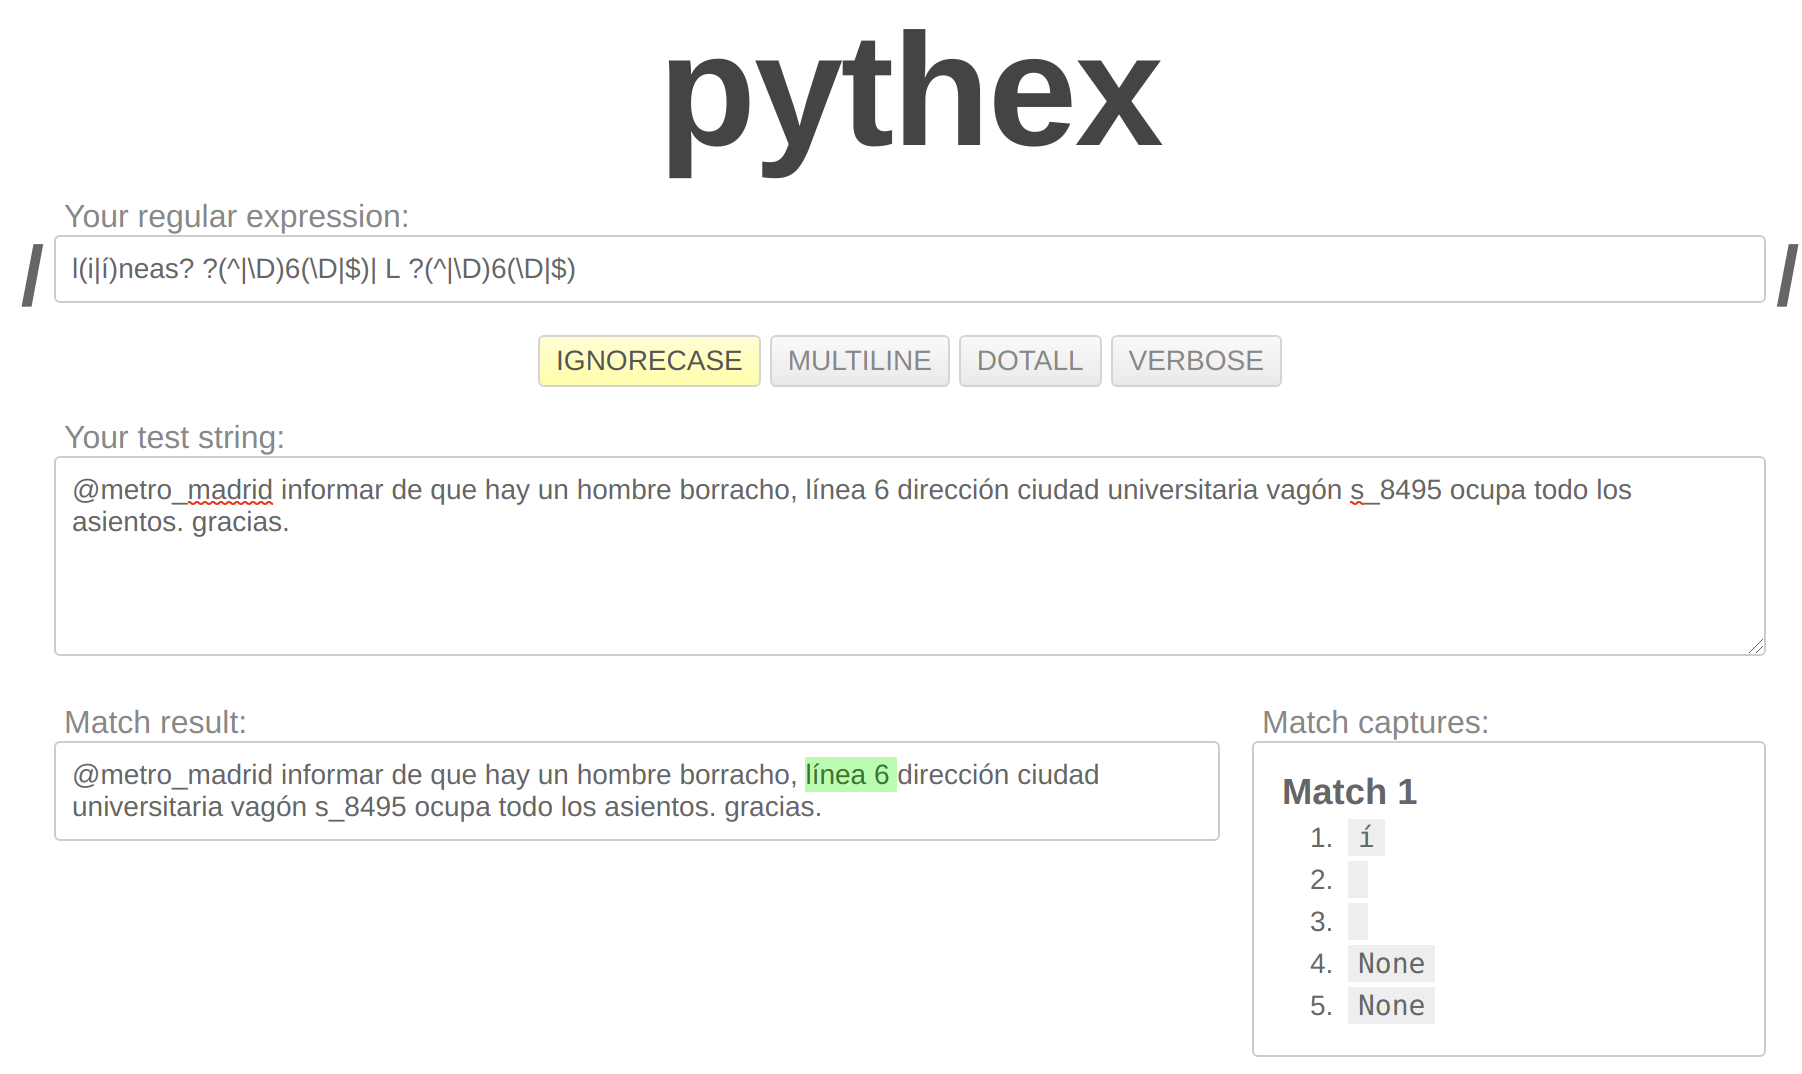 pythex
Your regular expression:
/ l(i|í)neas? ?(^|\D)6(\D|$)| L ?(^|\D)6(\D|$) /
IGNORECASE MULTILINE DOTALL VERBOSE
Your test string:
@metro_madrid informar de que hay un hombre borracho, línea 6 dirección ciudad universitaria vagón s_8495 ocupa todo los
asientos. gracias.
Match result:
@metro_madrid informar de que hay un hombre borracho, línea 6 dirección ciudad
universitaria vagón s_8495 ocupa todo los asientos. gracias.
Match captures:
Match 1
1. í
2.
3.
4. None
5. None